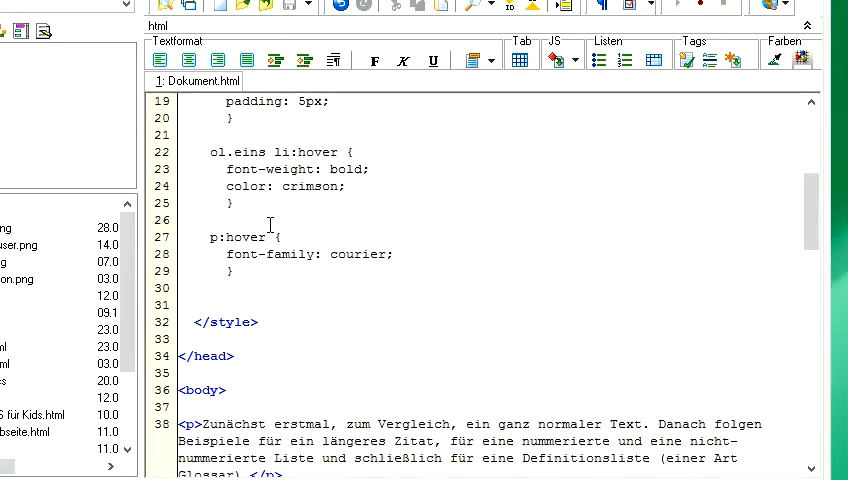 html
Textformat
Tab
JS
Listen
Tags
Farben
F K U
1: Dokument.html
19 padding: 5px;
20 }
21
22 ol.eins li:hover {
23 font-weight: bold;
24 color: crimson;
25 }
26
27 p:hover {
28 font-family: courier;
29 }
30
31
32 </style>
33
34 </head>
35
36 <body>
37
38 <p>Zunächst erstmal, zum Vergleich, ein ganz normaler Text. Danach folgen
Beispiele für ein längeres Zitat, für eine nummerierte und eine nicht-
nummerierte Liste und schließlich für eine Definitionsliste (einer Art
Glossar).</p>
ng 28.0
user.png 14.0
g 07.0
on.png 03.0
12.0
09.1
23.0
ml 23.0
ml 03.0
s 20.0
12.0
S für Kids.html 10.0
bseite.html 11.0
11.0